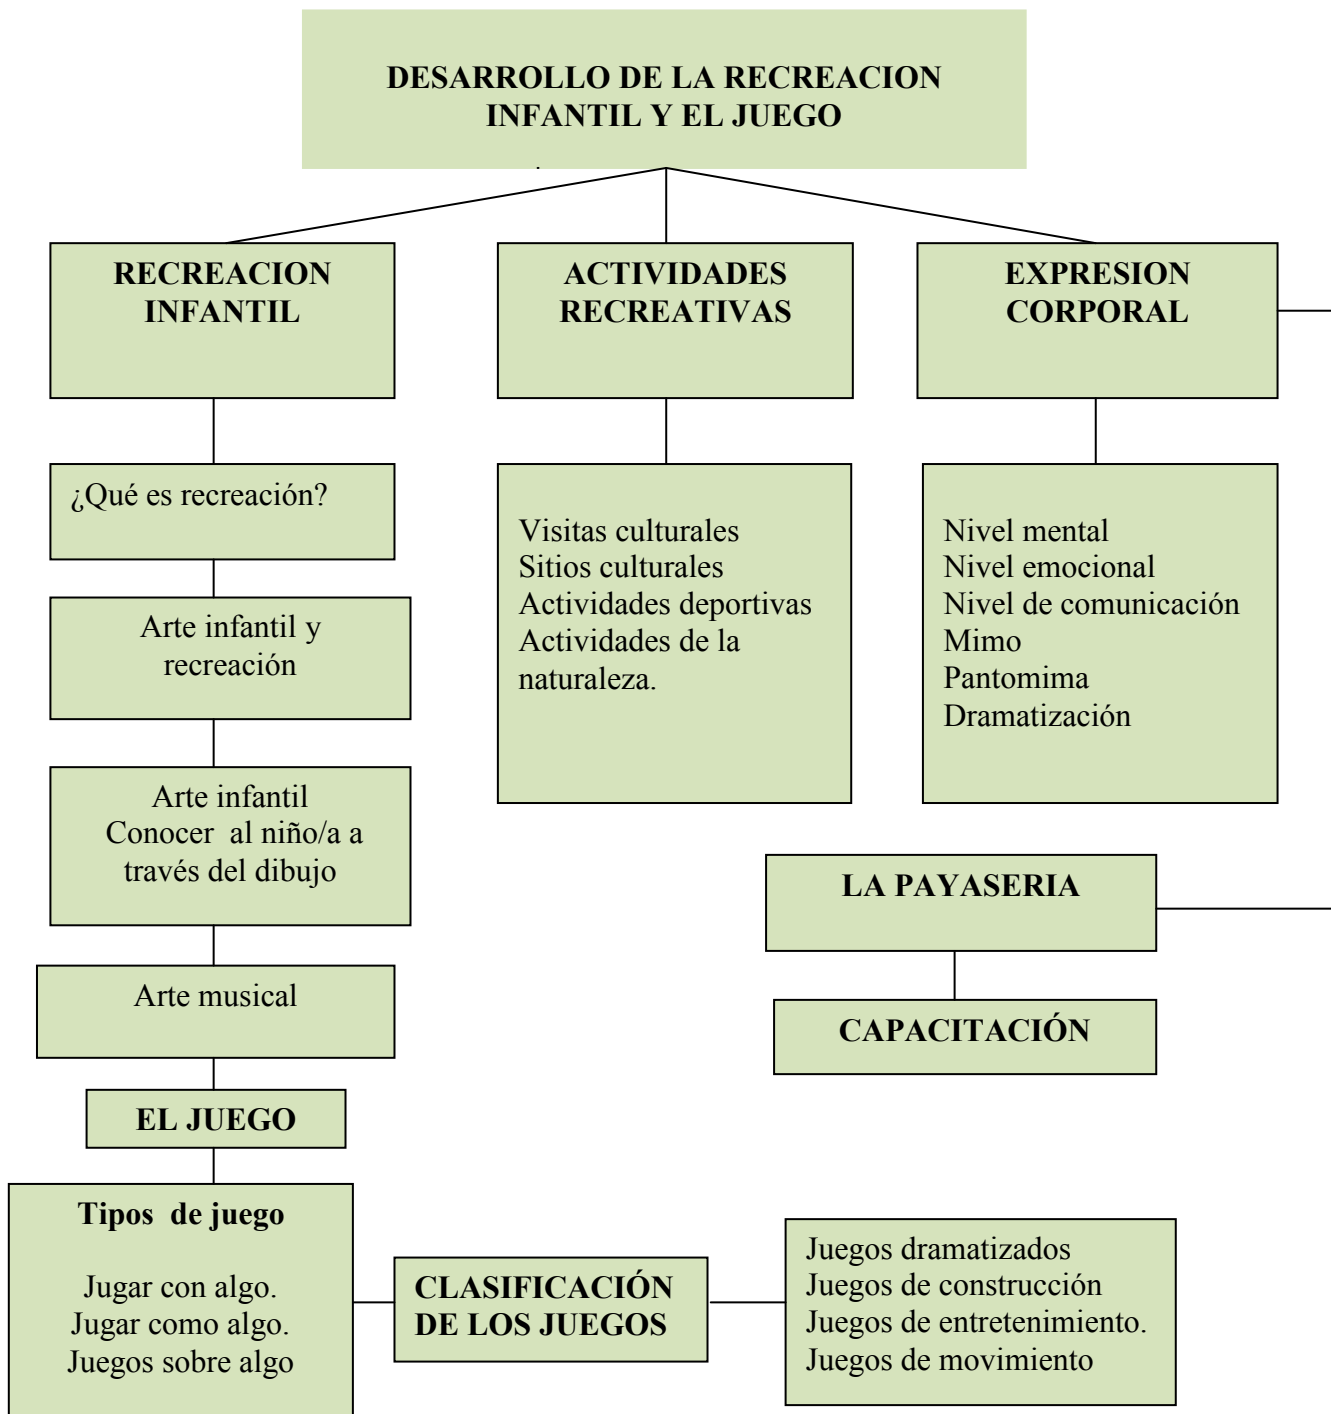 DESARROLLO DE LA RECREACION
INFANTIL Y EL JUEGO
RECREACION
INFANTIL
ACTIVIDADES
RECREATIVAS
EXPRESION
CORPORAL
¿Qué es recreación?
Arte infantil y
recreación
Arte infantil
Conocer al niño/a a
través del dibujo
Arte musical
EL JUEGO
Tipos de juego
Jugar con algo.
Jugar como algo.
Juegos sobre algo
CLASIFICACIÓN
DE LOS JUEGOS
Juegos dramatizados
Juegos de construcción
Juegos de entretenimiento.
Juegos de movimiento
Visitas culturales
Sitios culturales
Actividades deportivas
Actividades de la
naturaleza.
Nivel mental
Nivel emocional
Nivel de comunicación
Mimo
Pantomima
Dramatización
LA PAYASERIA
CAPACITACIÓN